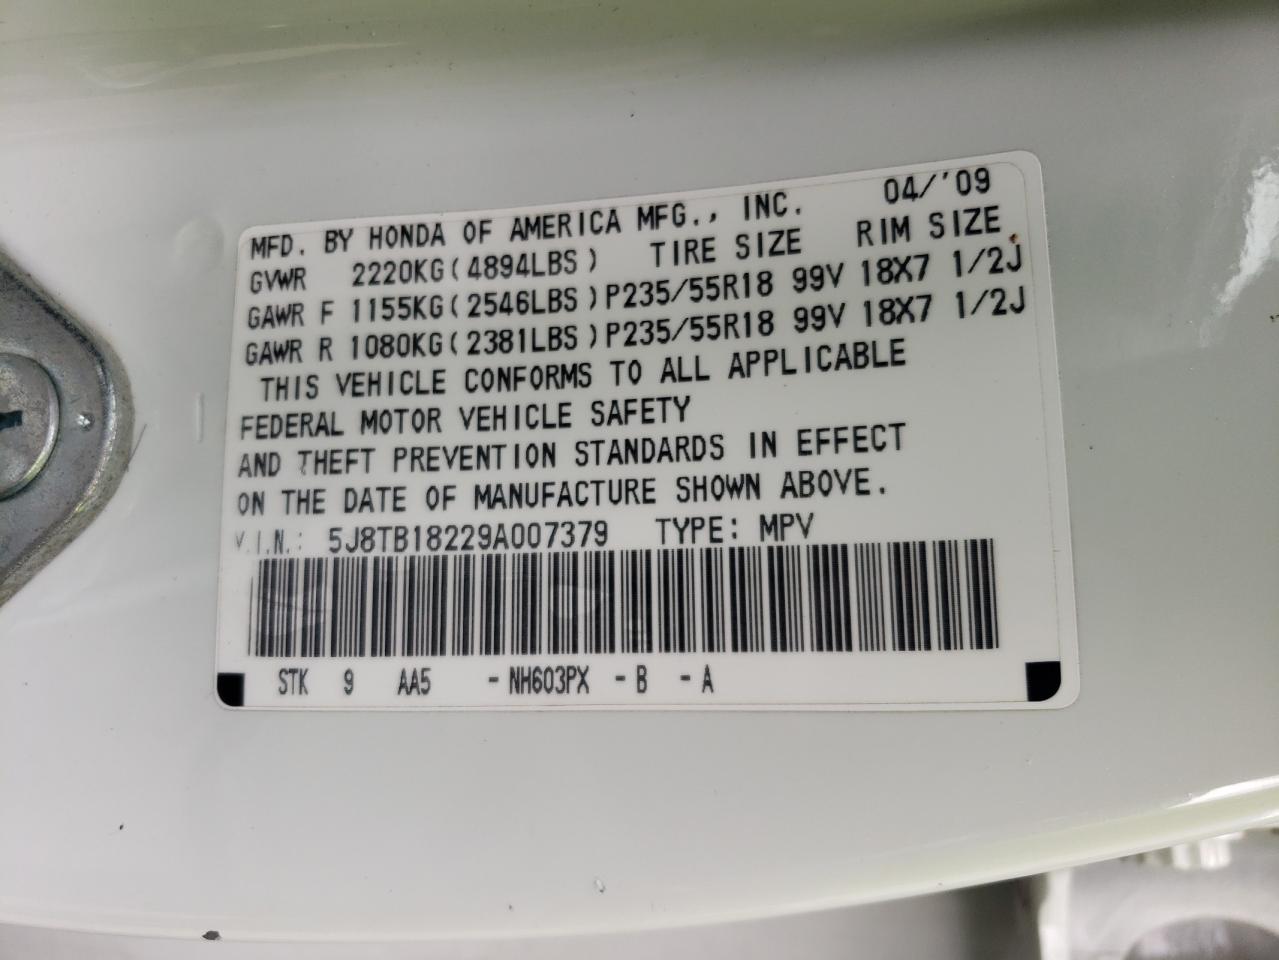 MFD. BY HONDA OF AMERICA MFG., INC. 04/'09
GVWR 2220KG(4894LBS) TIRE SIZE RIM SIZE
GAWR F 1155KG(2546LBS)P235/55R18 99V 18X7 1/2J
GAWR R 1080KG(2381LBS)P235/55R18 99V 18X7 1/2J
THIS VEHICLE CONFORMS TO ALL APPLICABLE
FEDERAL MOTOR VEHICLE SAFETY
AND THEFT PREVENTION STANDARDS IN EFFECT
ON THE DATE OF MANUFACTURE SHOWN ABOVE.
V.I.N.: 5J8TB18229A007379 TYPE: MPV
STK 9 AA5 -NH603PX -B -A